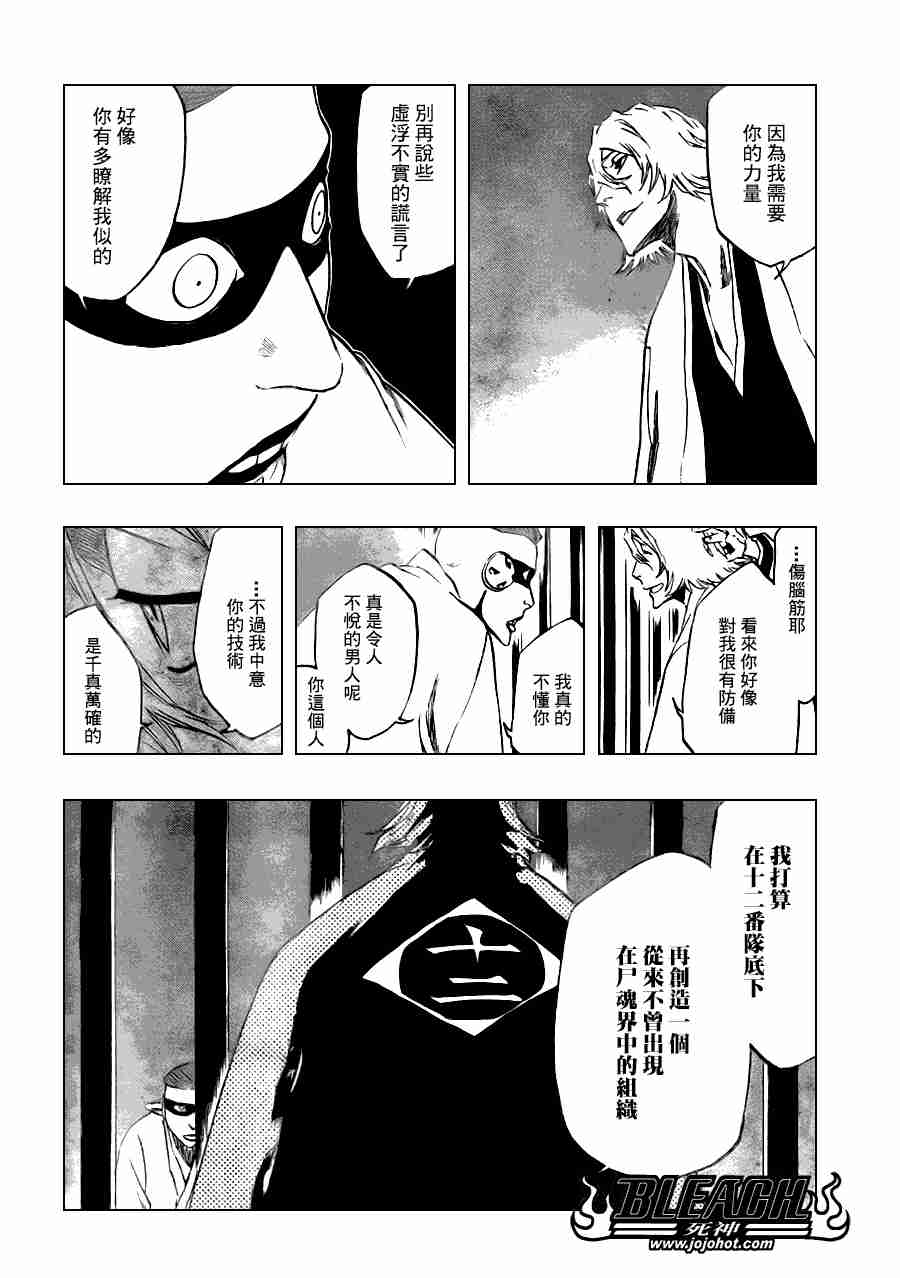 因為我需要
你的力量
別再說些
虛浮不實的謊言了
好像
你有多瞭解我似的
…傷腦筋耶
看來你好像
對我很有防備
我真的
不懂你
真是令人
不悅的男人呢
你這個人
…不過我中意
你的技術
是千真萬確的
我打算
在十二番隊底下
再創造一個
從來不曾出現
在尸魂界中的組織
十二
BLEACH
死神
www.jojohot.com